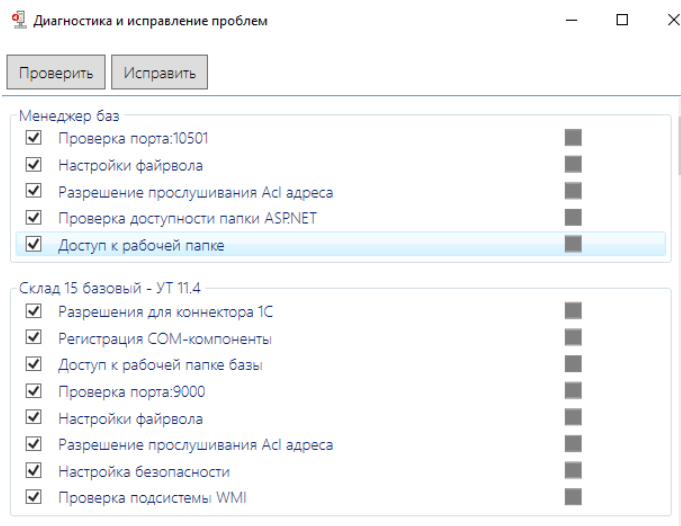 Диагностика и исправление проблем
Проверить Исправить
Менеджер баз
Проверка порта:10501
Настройки файрвола
Разрешение прослушивания Acl адреса
Проверка доступности папки ASP.NET
Доступ к рабочей папке
Склад 15 базовый - УТ 11.4
Разрешения для коннектора 1С
Регистрация COM-компоненты
Доступ к рабочей папке базы
Проверка порта:9000
Настройки файрвола
Разрешение прослушивания Acl адреса
Настройка безопасности
Проверка подсистемы WMI